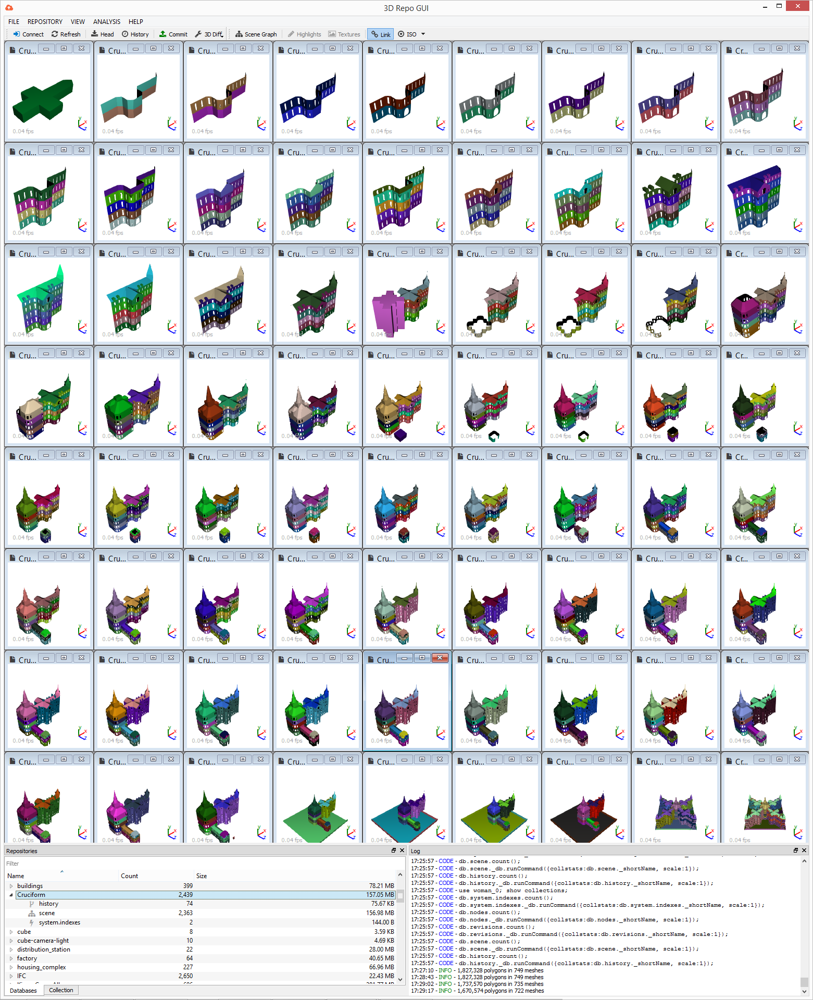 3D Repo GUI
FILE REPOSITORY VIEW ANALYSIS HELP
Connect Refresh Head History Commit 3D Diff Scene Graph Highlights Textures Link ISO
Cru... Cru... Cru... Cru... Cru... Cru... Cru... Cru... Cr...
0.04 fps 0.04 fps 0.04 fps 0.04 fps 0.04 fps 0.04 fps 0.04 fps 0.04 fps 0.04 fps
Cru... Cru... Cru... Cru... Cru... Cru... Cru... Cru... Cr...
0.04 fps 0.04 fps 0.04 fps 0.04 fps 0.04 fps 0.04 fps 0.04 fps 0.04 fps 0.04 fps
Cru... Cru... Cru... Cru... Cru... Cru... Cru... Cru... Cr...
0.04 fps 0.04 fps 0.04 fps 0.04 fps 0.04 fps 0.04 fps 0.04 fps 0.04 fps 0.04 fps
Cru... Cru... Cru... Cru... Cru... Cru... Cru... Cru... Cr...
0.04 fps 0.04 fps 0.04 fps 0.04 fps 0.04 fps 0.04 fps 0.04 fps 0.04 fps 0.04 fps
Cru... Cru... Cru... Cru... Cru... Cru... Cru... Cru... Cr...
0.04 fps 0.04 fps 0.04 fps 0.04 fps 0.04 fps 0.04 fps 0.04 fps 0.04 fps 0.04 fps
Cru... Cru... Cru... Cru... Cru... Cru... Cru... Cru... Cr...
0.04 fps 0.04 fps 0.04 fps 0.04 fps 0.04 fps 0.04 fps 0.04 fps 0.04 fps 0.04 fps
Cru... Cru... Cru... Cru... Cru... Cru... Cru... Cru... Cr...
0.04 fps 0.04 fps 0.04 fps 0.04 fps 0.04 fps 0.04 fps 0.04 fps 0.04 fps 0.04 fps
Cru... Cru... Cru... Cru... Cru... Cru... Cru... Cru... Cr...
Repositories
Filter
Name Count Size
buildings 399 78.21 MB
Cruciform 2,439 157.05 MB
history 74 75.67 KB
scene 2,363 156.98 MB
system.indexes 2 144.00 B
cube 8 3.59 KB
cube-camera-light 10 4.69 KB
distribution_station 22 28.00 MB
factory 64 40.65 MB
housing_complex 227 66.96 MB
IFC 2,650 22.43 MB
Databases Collection
Log
17:25:57 - CODE - db.scene.count();
17:25:57 - CODE - db.scene._db.runCommand({collstats:db.scene._shortName, scale:1});
17:25:57 - CODE - db.history.count();
17:25:57 - CODE - db.history._db.runCommand({collstats:db.history._shortName, scale:1});
17:25:57 - CODE - use woman_0; show collections;
17:25:57 - CODE - db.system.indexes.count();
17:25:57 - CODE - db.system.indexes._db.runCommand({collstats:db.system.indexes._shortName, scale:1});
17:25:57 - CODE - db.nodes.count();
17:25:57 - CODE - db.nodes._db.runCommand({collstats:db.nodes._shortName, scale:1});
17:25:57 - CODE - db.revisions.count();
17:25:57 - CODE - db.revisions._db.runCommand({collstats:db.revisions._shortName, scale:1});
17:25:57 - CODE - db.scene.count();
17:25:57 - CODE - db.scene._db.runCommand({collstats:db.scene._shortName, scale:1});
17:25:57 - CODE - db.history.count();
17:25:57 - CODE - db.history._db.runCommand({collstats:db.history._shortName, scale:1});
17:27:10 - INFO - 1,827,328 polygons in 749 meshes
17:28:43 - INFO - 1,827,328 polygons in 749 meshes
17:29:02 - INFO - 1,737,570 polygons in 735 meshes
17:29:17 - INFO - 1,670,574 polygons in 722 meshes